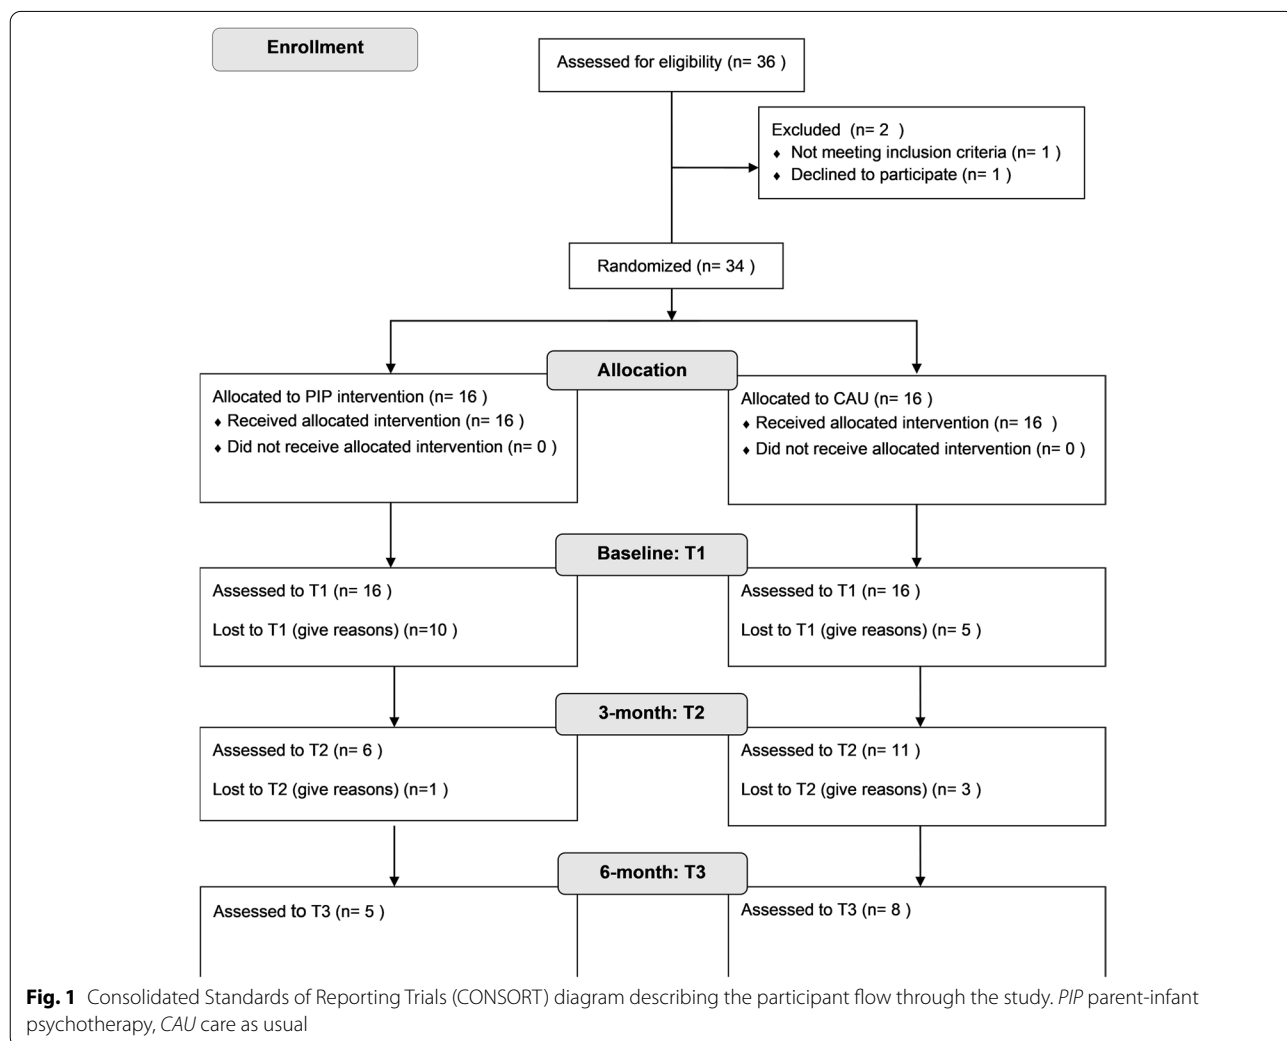 Enrollment
Assessed for eligibility (n= 36 )
Excluded (n= 2 )
♦ Not meeting inclusion criteria (n= 1 )
♦ Declined to participate (n= 1 )
Randomized (n= 34 )
Allocation
Allocated to PIP intervention (n= 16 )
♦ Received allocated intervention (n= 16 )
♦ Did not receive allocated intervention (n= 0 )
Allocated to CAU (n= 16 )
♦ Received allocated intervention (n= 16 )
♦ Did not receive allocated intervention (n= 0 )
Baseline: T1
Assessed to T1 (n= 16 )
Lost to T1 (give reasons) (n=10 )
Assessed to T1 (n= 16 )
Lost to T1 (give reasons) (n= 5 )
3-month: T2
Assessed to T2 (n= 6 )
Lost to T2 (give reasons) (n=1 )
Assessed to T2 (n= 11 )
Lost to T2 (give reasons) (n= 3 )
6-month: T3
Assessed to T3 (n= 5 )
Assessed to T3 (n= 8 )
Fig. 1 Consolidated Standards of Reporting Trials (CONSORT) diagram describing the participant flow through the study. PIP parent-infant
psychotherapy, CAU care as usual